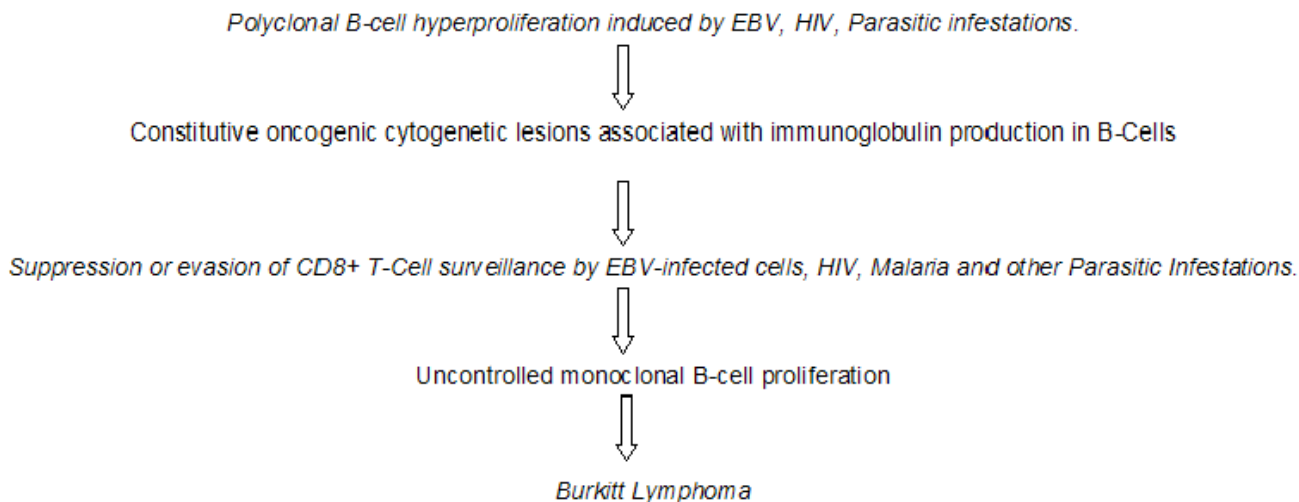 Polyclonal B-cell hyperproliferation induced by EBV, HIV, Parasitic infestations.
Constitutive oncogenic cytogenetic lesions associated with immunoglobulin production in B-Cells
Suppression or evasion of CD8+ T-Cell surveillance by EBV-infected cells, HIV, Malaria and other Parasitic Infestations.
Uncontrolled monoclonal B-cell proliferation
Burkitt Lymphoma